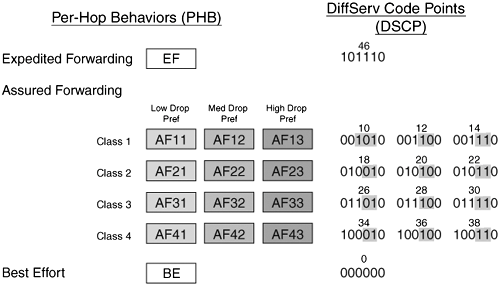 Per-Hop Behaviors (PHB)
DiffServ Code Points
(DSCP)
Expedited Forwarding EF
46
101110
Assured Forwarding
Low Drop Pref Med Drop Pref High Drop Pref
Class 1 AF11 AF12 AF13
10 12 14
001010 001100 001110
Class 2 AF21 AF22 AF23
18 20 22
010010 010100 010110
Class 3 AF31 AF32 AF33
26 28 30
011010 011100 011110
Class 4 AF41 AF42 AF43
34 36 38
100010 100100 100110
Best Effort BE
0
000000